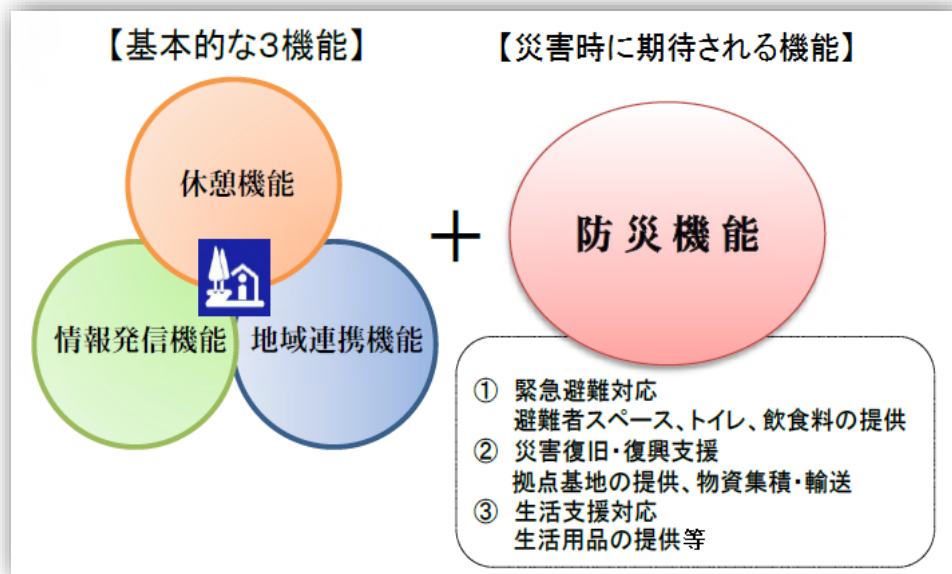 【基本的な3機能】
休憩機能
情報発信機能
地域連携機能
＋
【災害時に期待される機能】
防災機能
① 緊急避難対応
避難者スペース、トイレ、飲食料の提供
② 災害復旧・復興支援
拠点基地の提供、物資集積・輸送
③ 生活支援対応
生活用品の提供等